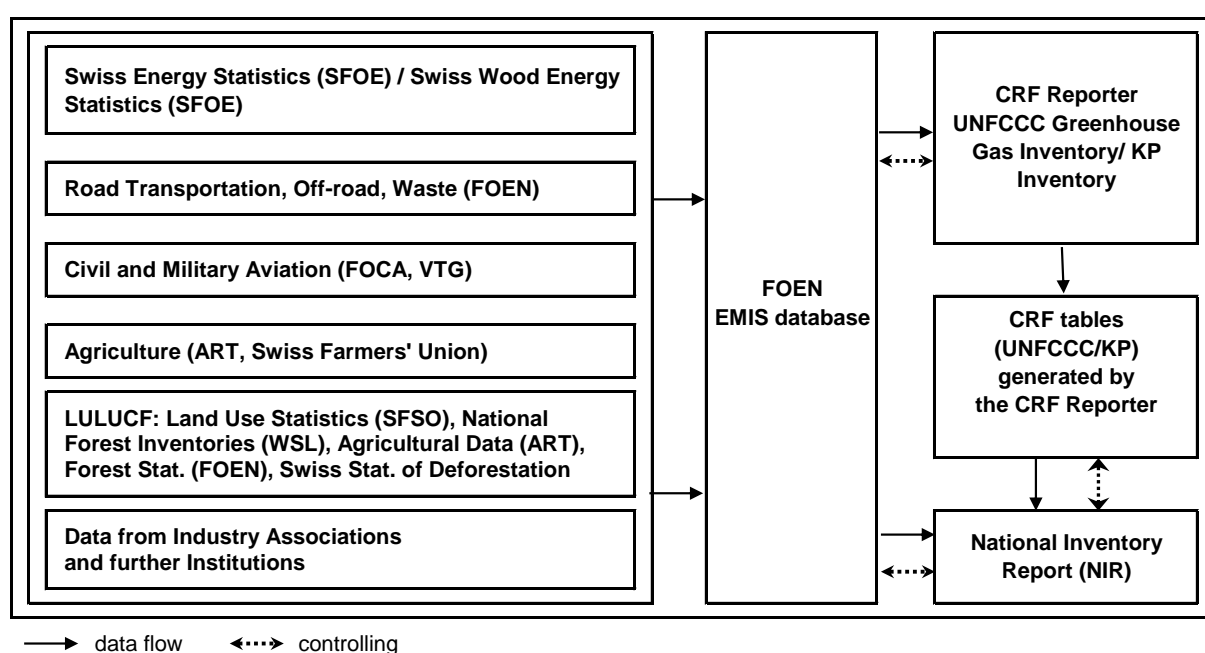 Swiss Energy Statistics (SFOE) / Swiss Wood Energy
Statistics (SFOE)
Road Transportation, Off-road, Waste (FOEN)
Civil and Military Aviation (FOCA, VTG)
Agriculture (ART, Swiss Farmers' Union)
LULUCF: Land Use Statistics (SFSO), National
Forest Inventories (WSL), Agricultural Data (ART),
Forest Stat. (FOEN), Swiss Stat. of Deforestation
Data from Industry Associations
and further Institutions
FOEN
EMIS database
CRF Reporter
UNFCCC Greenhouse
Gas Inventory/ KP
Inventory
CRF tables
(UNFCCC/KP)
generated by
the CRF Reporter
National Inventory
Report (NIR)
data flow
controlling